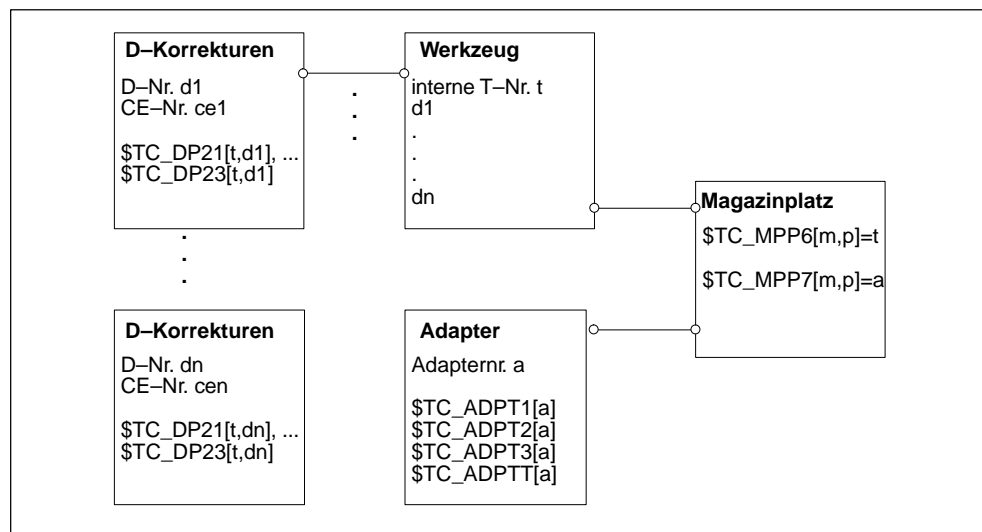 D–Korrekturen
D–Nr. d1
CE–Nr. ce1
$TC_DP21[t,d1], ...
$TC_DP23[t,d1]
.
.
.
D–Korrekturen
D–Nr. dn
CE–Nr. cen
$TC_DP21[t,dn], ...
$TC_DP23[t,dn]
.
.
.
Werkzeug
interne T–Nr. t
d1
.
.
.
dn
Adapter
Adapternr. a
$TC_ADPT1[a]
$TC_ADPT2[a]
$TC_ADPT3[a]
$TC_ADPTT[a]
Magazinplatz
$TC_MPP6[m,p]=t
$TC_MPP7[m,p]=a